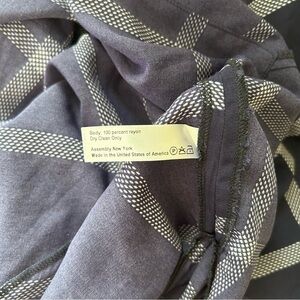 Body, 100 percent rayon
Dry Clean Only
Assembly New York
Made in the United States of America Ⓟ